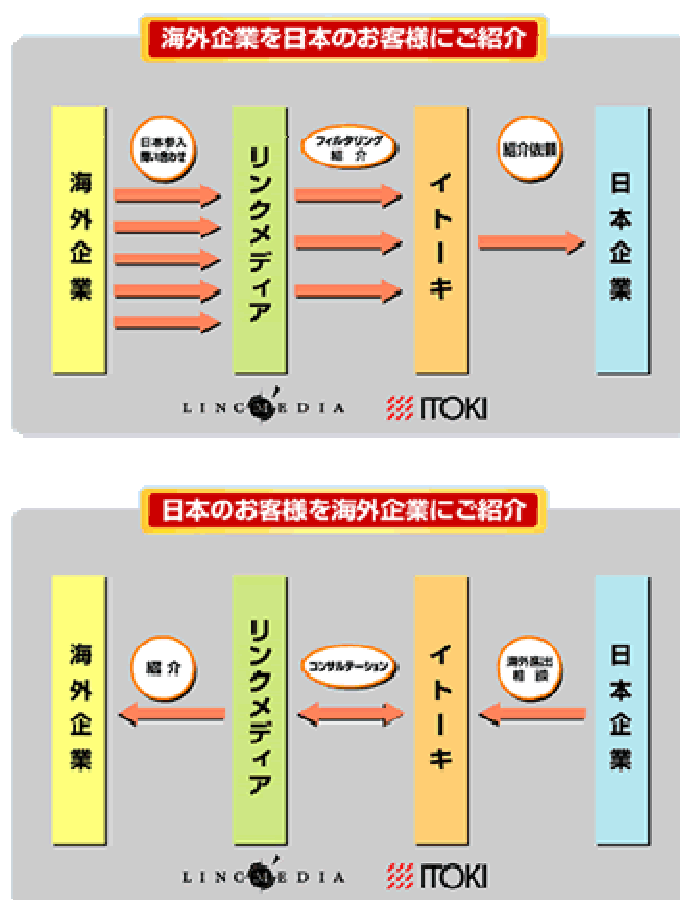 海外企業を日本のお客様にご紹介
日本参入
問い合わせ
フィルタリング
紹 介
紹介依頼
海外企業
リンクメディア
イトーキ
日本企業
LINCMEDIA
ITOKI
日本のお客様を海外企業にご紹介
紹 介
コンサルテーション
海外進出
相 談
海外企業
リンクメディア
イトーキ
日本企業
LINCMEDIA
ITOKI